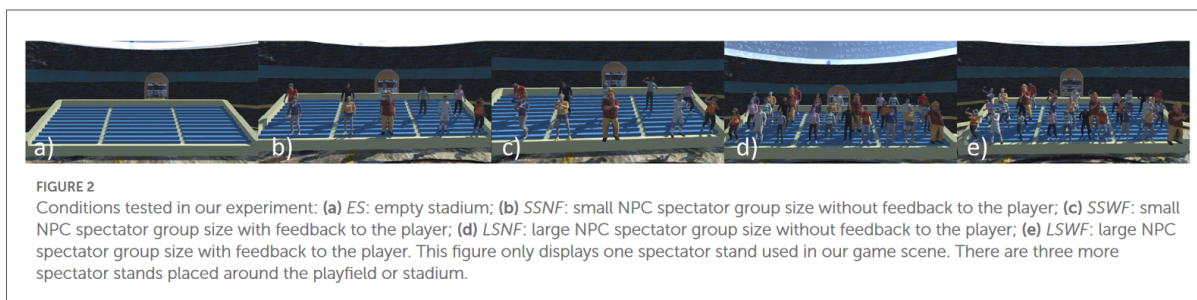 a)
b)
c)
d)
e)
FIGURE 2
Conditions tested in our experiment: (a) ES: empty stadium; (b) SSNF: small NPC spectator group size without feedback to the player; (c) SSWF: small
NPC spectator group size with feedback to the player; (d) LSNF: large NPC spectator group size without feedback to the player; (e) LSWF: large NPC
spectator group size with feedback to the player. This figure only displays one spectator stand used in our game scene. There are three more
spectator stands placed around the playfield or stadium.